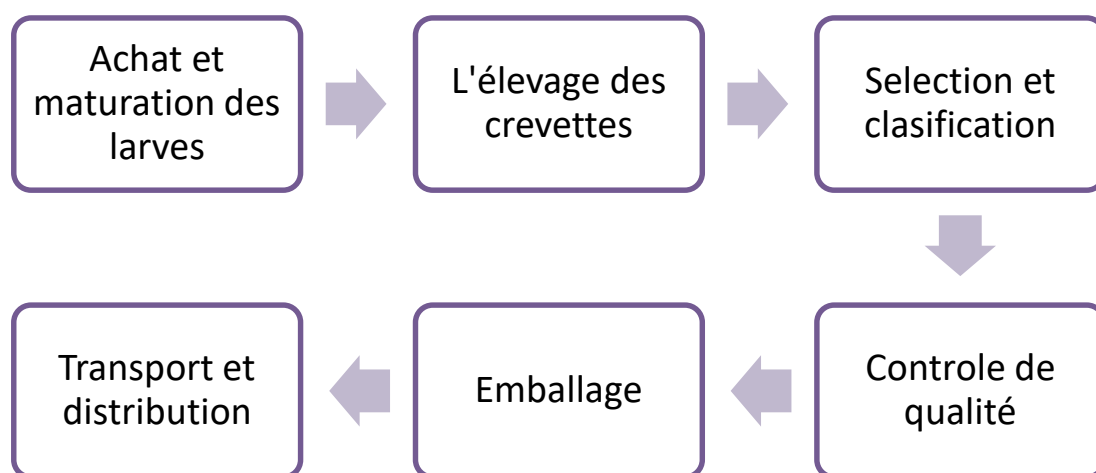 Achat et
maturation des
larves
L'élevage des
crevettes
Selection et
clasification
Controle de
qualité
Emballage
Transport et
distribution